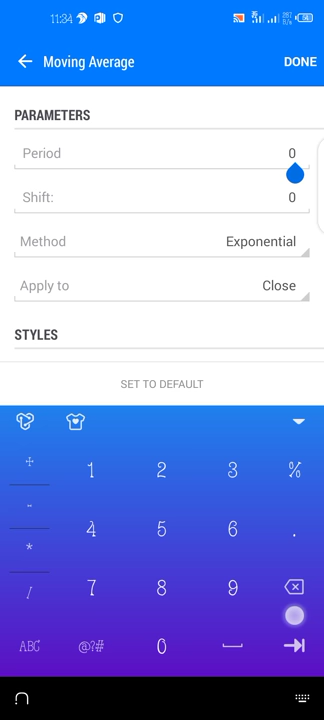 11:34
Moving Average DONE
PARAMETERS
Period 0
Shift: 0
Method Exponential
Apply to Close
STYLES
SET TO DEFAULT
1 2 3 %
4 5 6 .
* 7 8 9
/ ABC @?# 0